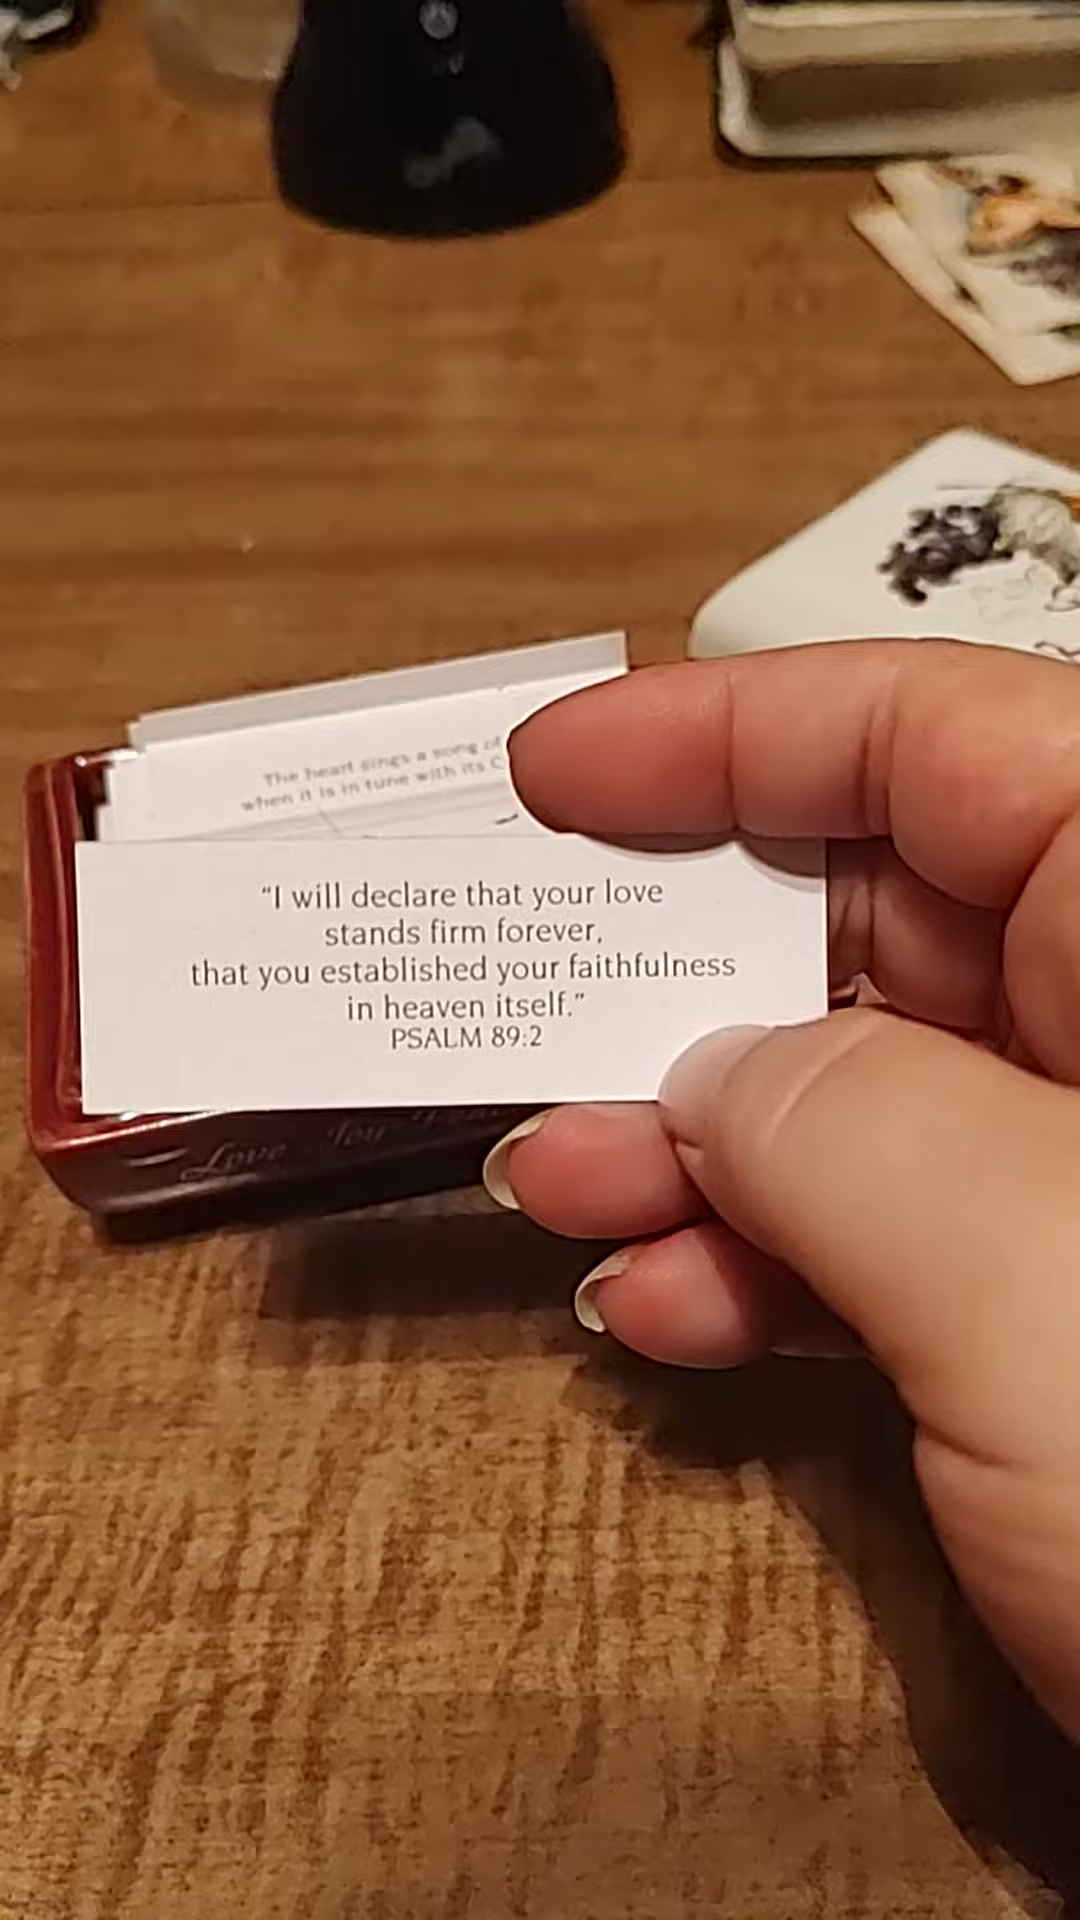 The heart sings a song of
when it is in tune with its C
“I will declare that your love
stands firm forever,
that you established your faithfulness
in heaven itself.”
PSALM 89:2
Love Joy